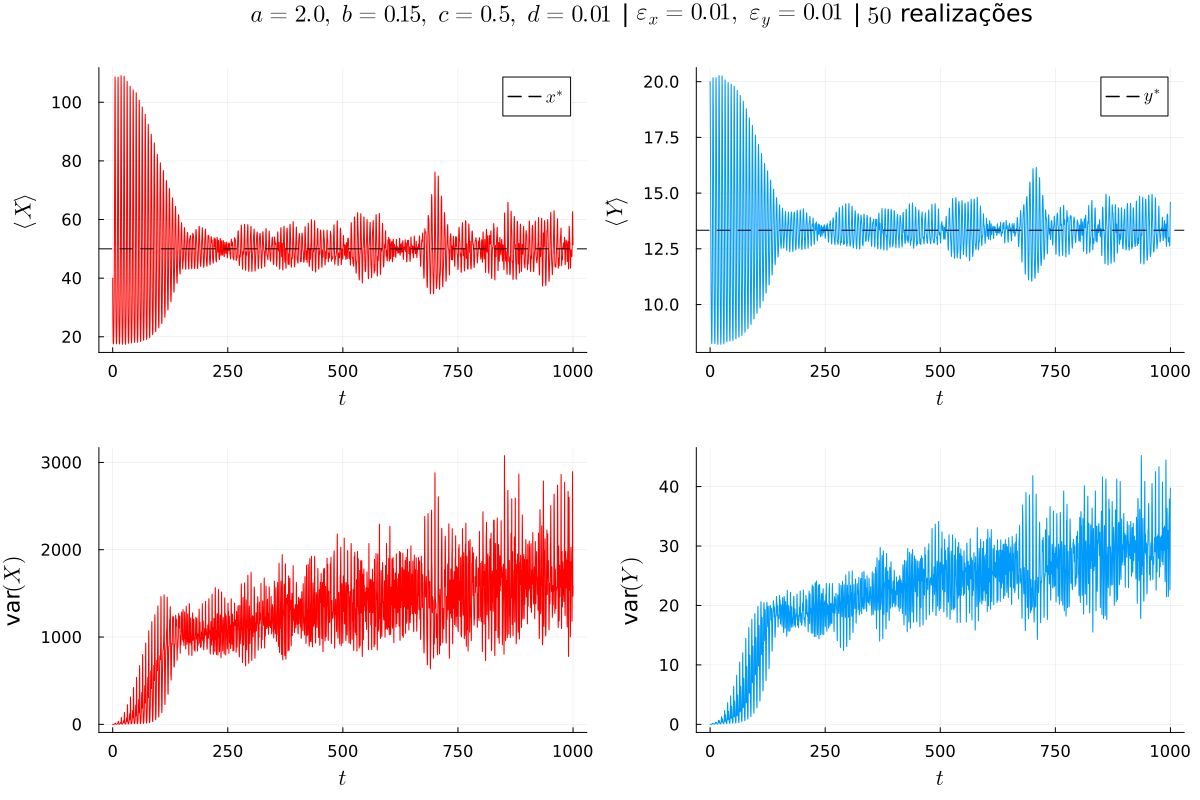 a = 2.0, b = 0.15, c = 0.5, d = 0.01 | εx = 0.01, εy = 0.01 | 50 realizações
100
80
60
40
20
⟨X⟩
x*
0 250 500 750 1000
t
20.0
17.5
15.0
12.5
10.0
⟨Y⟩
y*
0 250 500 750 1000
t
3000
2000
1000
0
var(X)
0 250 500 750 1000
t
40
30
20
10
0
var(Y)
0 250 500 750 1000
t